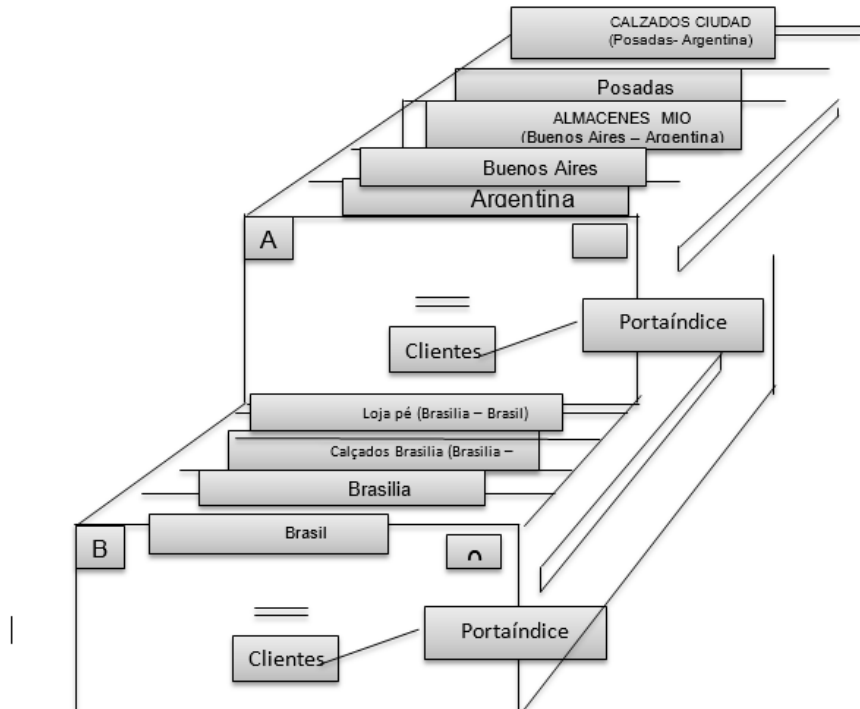 CALZADOS CIUDAD
(Posadas- Argentina)
Posadas
ALMACENES MIO
(Buenos Aires – Argentina)
Buenos Aires
Argentina
A
Portaíndice
Clientes
Loja pé (Brasilia – Brasil)
Calçados Brasilia (Brasilia –
Brasilia
Brasil
B
Portaíndice
Clientes